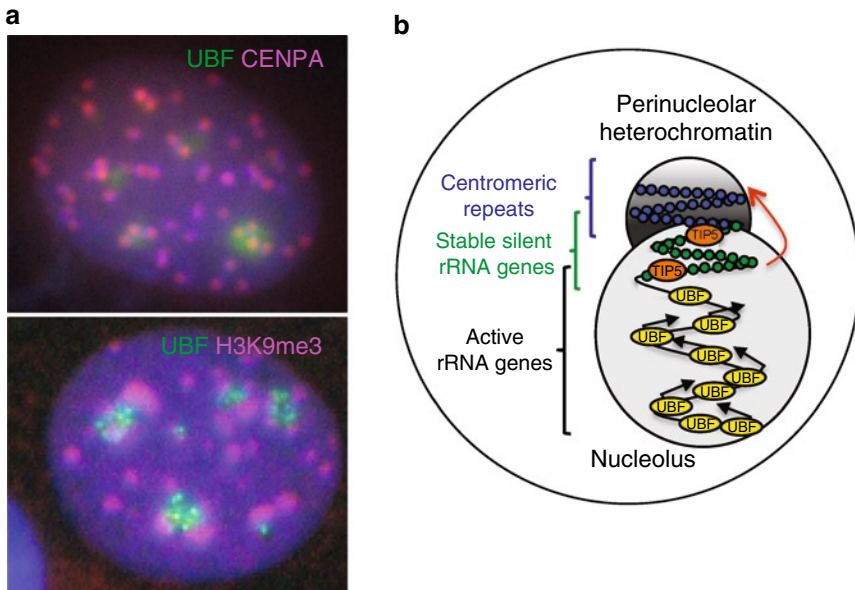 a
UBF CENPA
UBF H3K9me3
b
Perinucleolar
heterochromatin
Centromeric
repeats
Stable silent
rRNA genes
Active
rRNA genes
TIP5
TIP5
UBF
UBF
UBF
UBF
UBF
UBF
UBF
UBF
UBF
Nucleolus